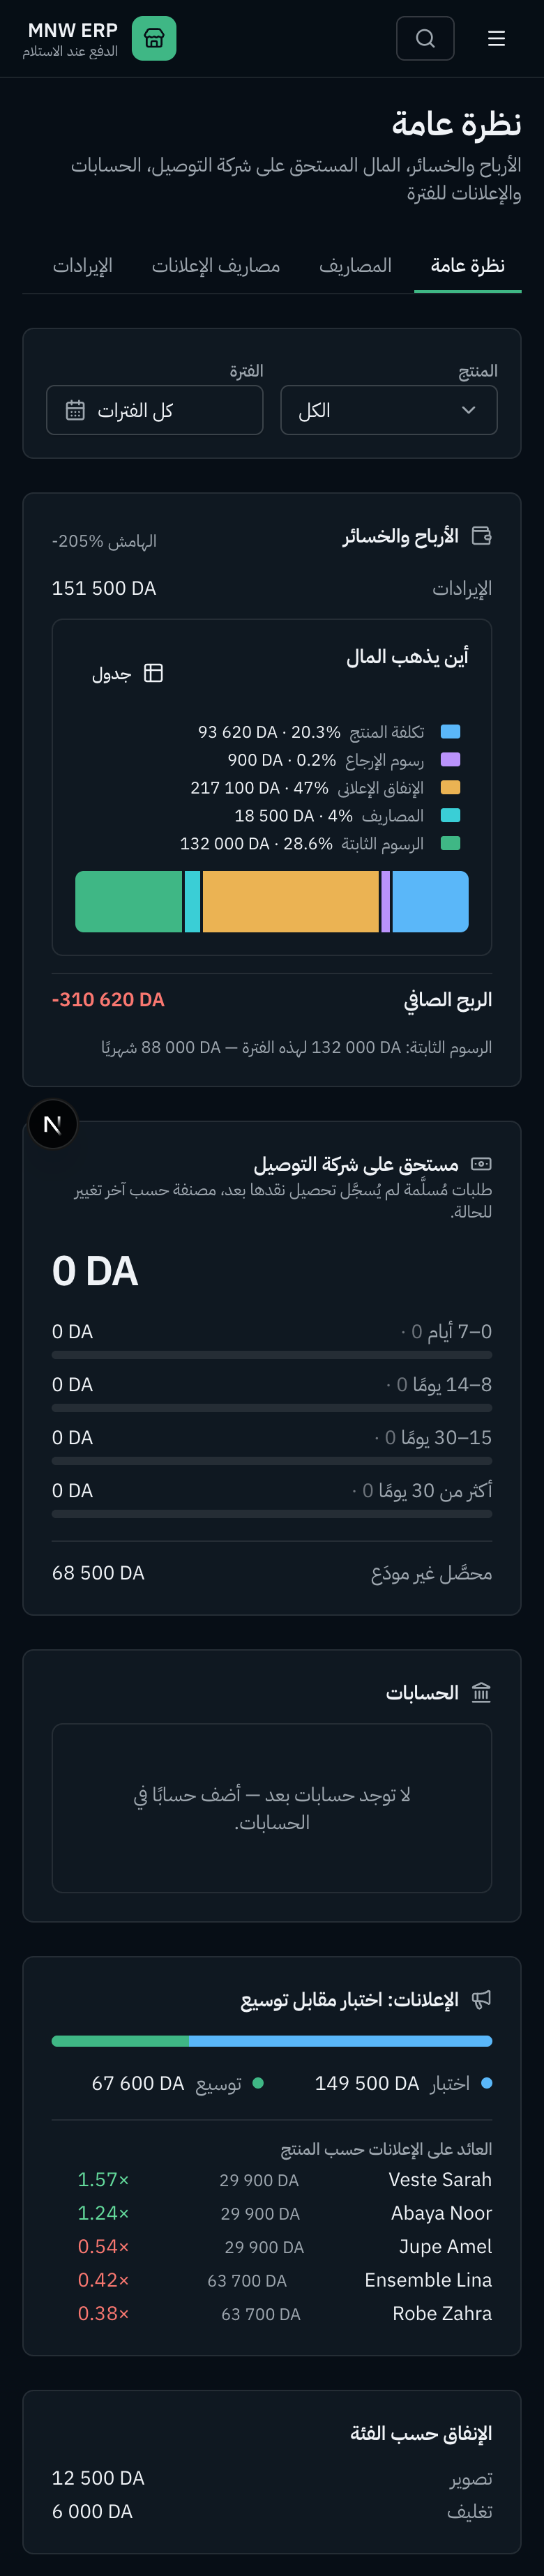 MNW ERP
الدفع عند الاستلام
نظرة عامة
الأرباح والخسائر، المال المستحق على شركة التوصيل، الحسابات
والإعلانات للفترة
نظرة عامة
المصاريف
مصاريف الإعلانات
الإيرادات
المنتج
الكل
الفترة
كل الفترات
الأرباح والخسائر
الهامش 205%-
الإيرادات
151 500 DA
أين يذهب المال
جدول
تكلفة المنتج 93 620 DA · 20.3%
رسوم الإرجاع 900 DA · 0.2%
الإنفاق الإعلاني 217 100 DA · 47%
المصاريف 18 500 DA · 4%
الرسوم الثابتة 132 000 DA · 28.6%
الربح الصافي
-310 620 DA
الرسوم الثابتة: 132 000 DA لهذه الفترة — 88 000 DA شهريًا
N
مستحق على شركة التوصيل
طلبات مُسلَّمة لم يُسجَّل تحصيل نقدها بعد، مصنفة حسب آخر تغيير
للحالة.
0 DA
0–7 أيام 0 ·
0 DA
8–14 يومًا 0 ·
0 DA
15–30 يومًا 0 ·
0 DA
أكثر من 30 يومًا 0 ·
0 DA
محصَّل غير مودَع
68 500 DA
الحسابات
لا توجد حسابات بعد — أضف حسابًا في
الحسابات.
الإعلانات: اختبار مقابل توسيع
اختبار 149 500 DA
توسيع 67 600 DA
العائد على الإعلانات حسب المنتج
Veste Sarah 29 900 DA 1.57×
Abaya Noor 29 900 DA 1.24×
Jupe Amel 29 900 DA 0.54×
Ensemble Lina 63 700 DA 0.42×
Robe Zahra 63 700 DA 0.38×
الإنفاق حسب الفئة
تصوير 12 500 DA
تغليف 6 000 DA